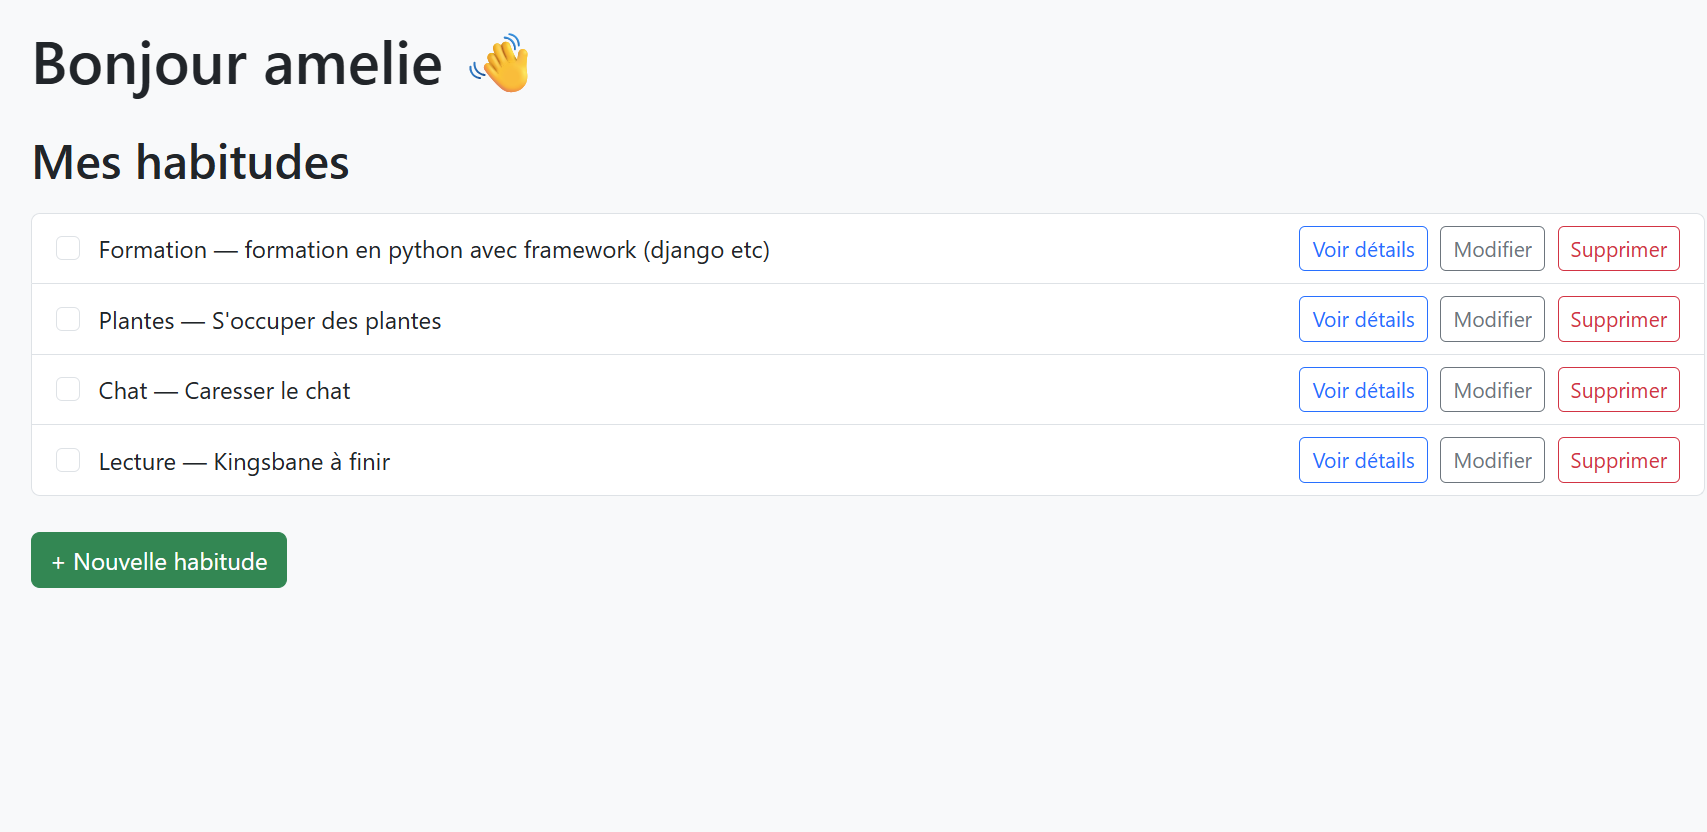 Bonjour amelie 👋
Mes habitudes
Formation — formation en python avec framework (django etc) Voir détails Modifier Supprimer
Plantes — S'occuper des plantes Voir détails Modifier Supprimer
Chat — Caresser le chat Voir détails Modifier Supprimer
Lecture — Kingsbane à finir Voir détails Modifier Supprimer
+ Nouvelle habitude